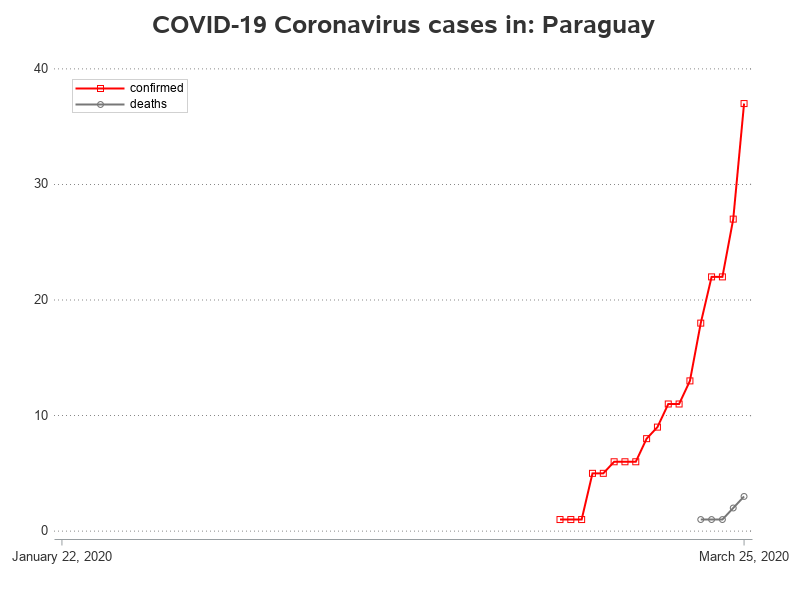 COVID-19 Coronavirus cases in: Paraguay
40
confirmed
deaths
30
20
10
0
January 22, 2020
March 25, 2020